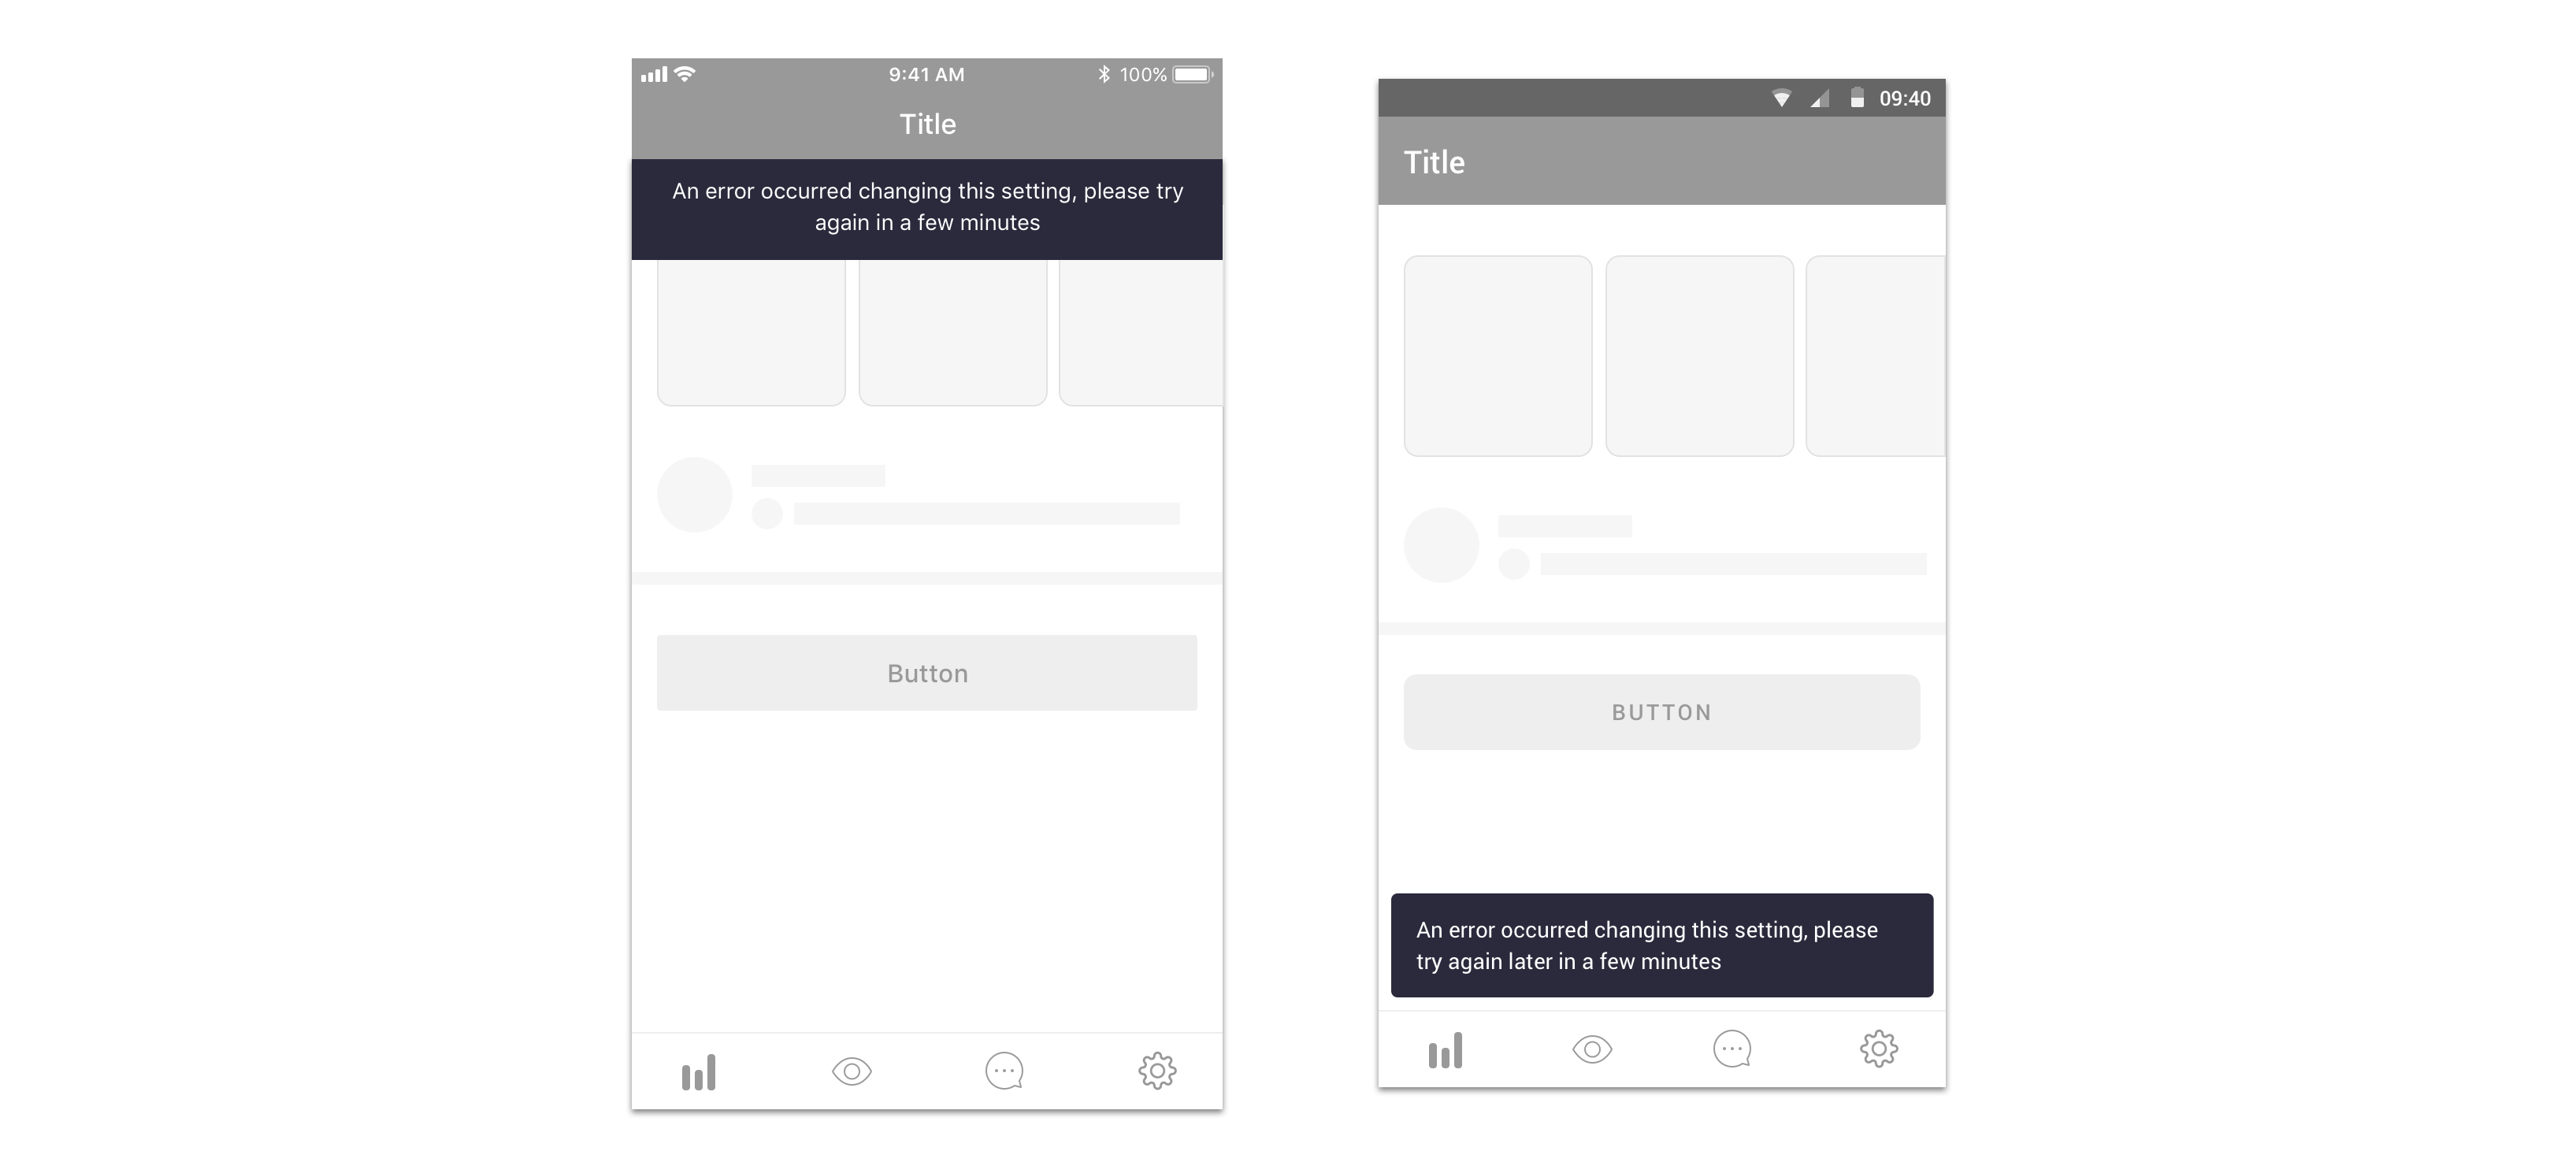 9:41 AM
100%
Title
An error occurred changing this setting, please try
again in a few minutes
Button
09:40
Title
BUTTON
An error occurred changing this setting, please
try again later in a few minutes